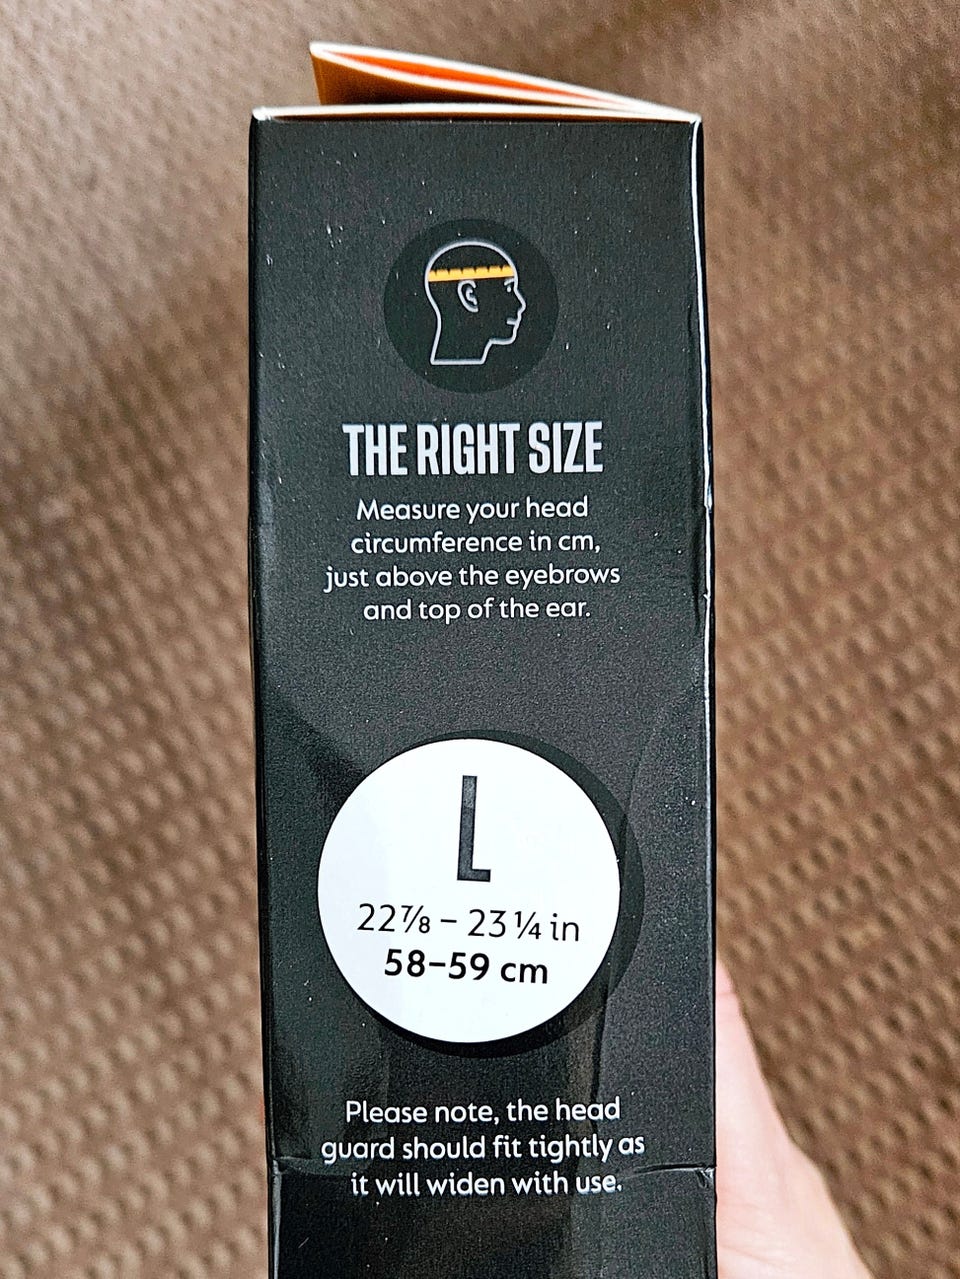 THE RIGHT SIZE
Measure your head
circumference in cm,
just above the eyebrows
and top of the ear.
L
22⅞ – 23 ¼ in
58–59 cm
Please note, the head
guard should fit tightly as
it will widen with use.